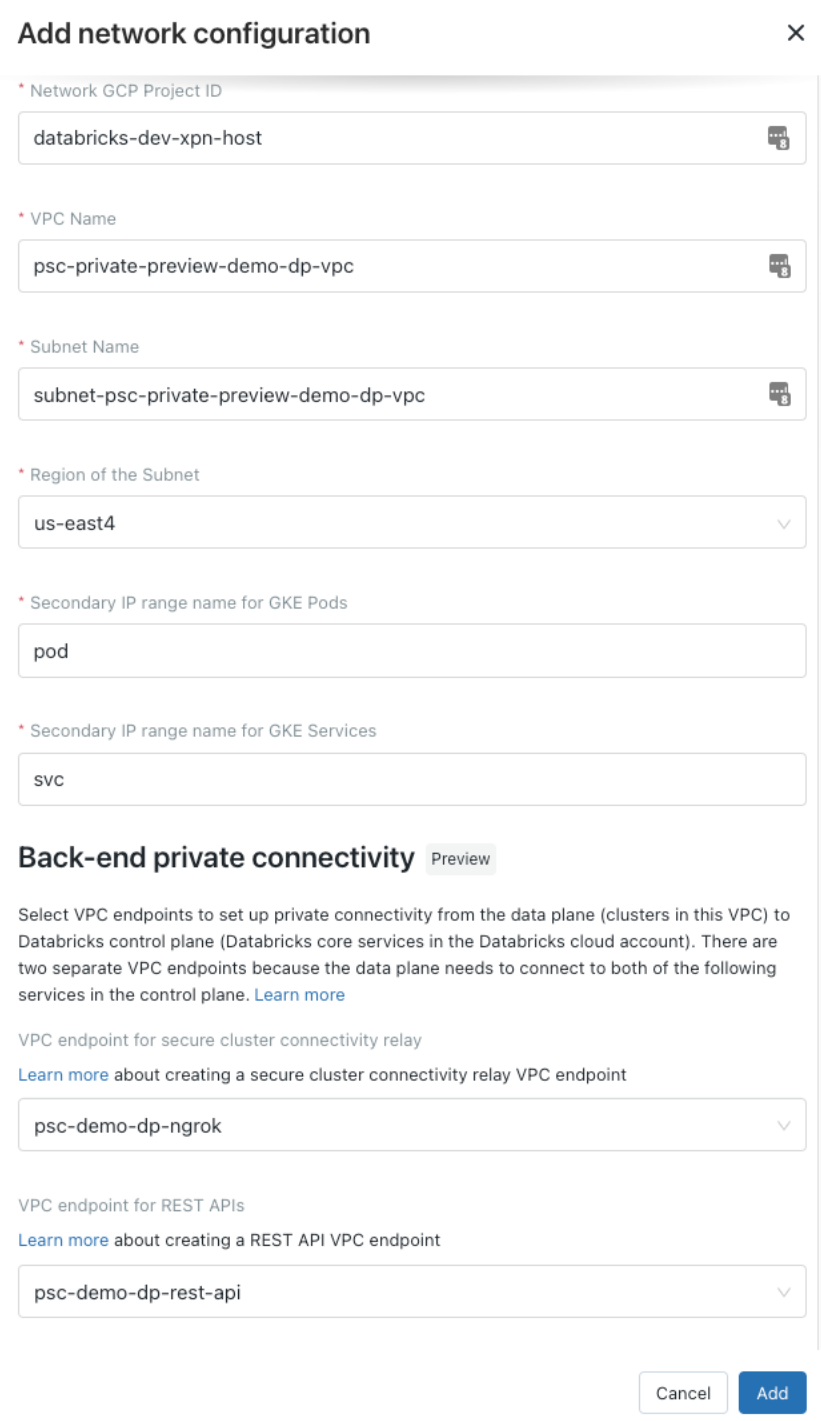 Add network configuration
* Network GCP Project ID
databricks-dev-xpn-host
* VPC Name
psc-private-preview-demo-dp-vpc
* Subnet Name
subnet-psc-private-preview-demo-dp-vpc
* Region of the Subnet
us-east4
* Secondary IP range name for GKE Pods
pod
* Secondary IP range name for GKE Services
svc
Back-end private connectivity Preview
Select VPC endpoints to set up private connectivity from the data plane (clusters in this VPC) to
Databricks control plane (Databricks core services in the Databricks cloud account). There are
two separate VPC endpoints because the data plane needs to connect to both of the following
services in the control plane. Learn more
VPC endpoint for secure cluster connectivity relay
Learn more about creating a secure cluster connectivity relay VPC endpoint
psc-demo-dp-ngrok
VPC endpoint for REST APIs
Learn more about creating a REST API VPC endpoint
psc-demo-dp-rest-api
Cancel Add